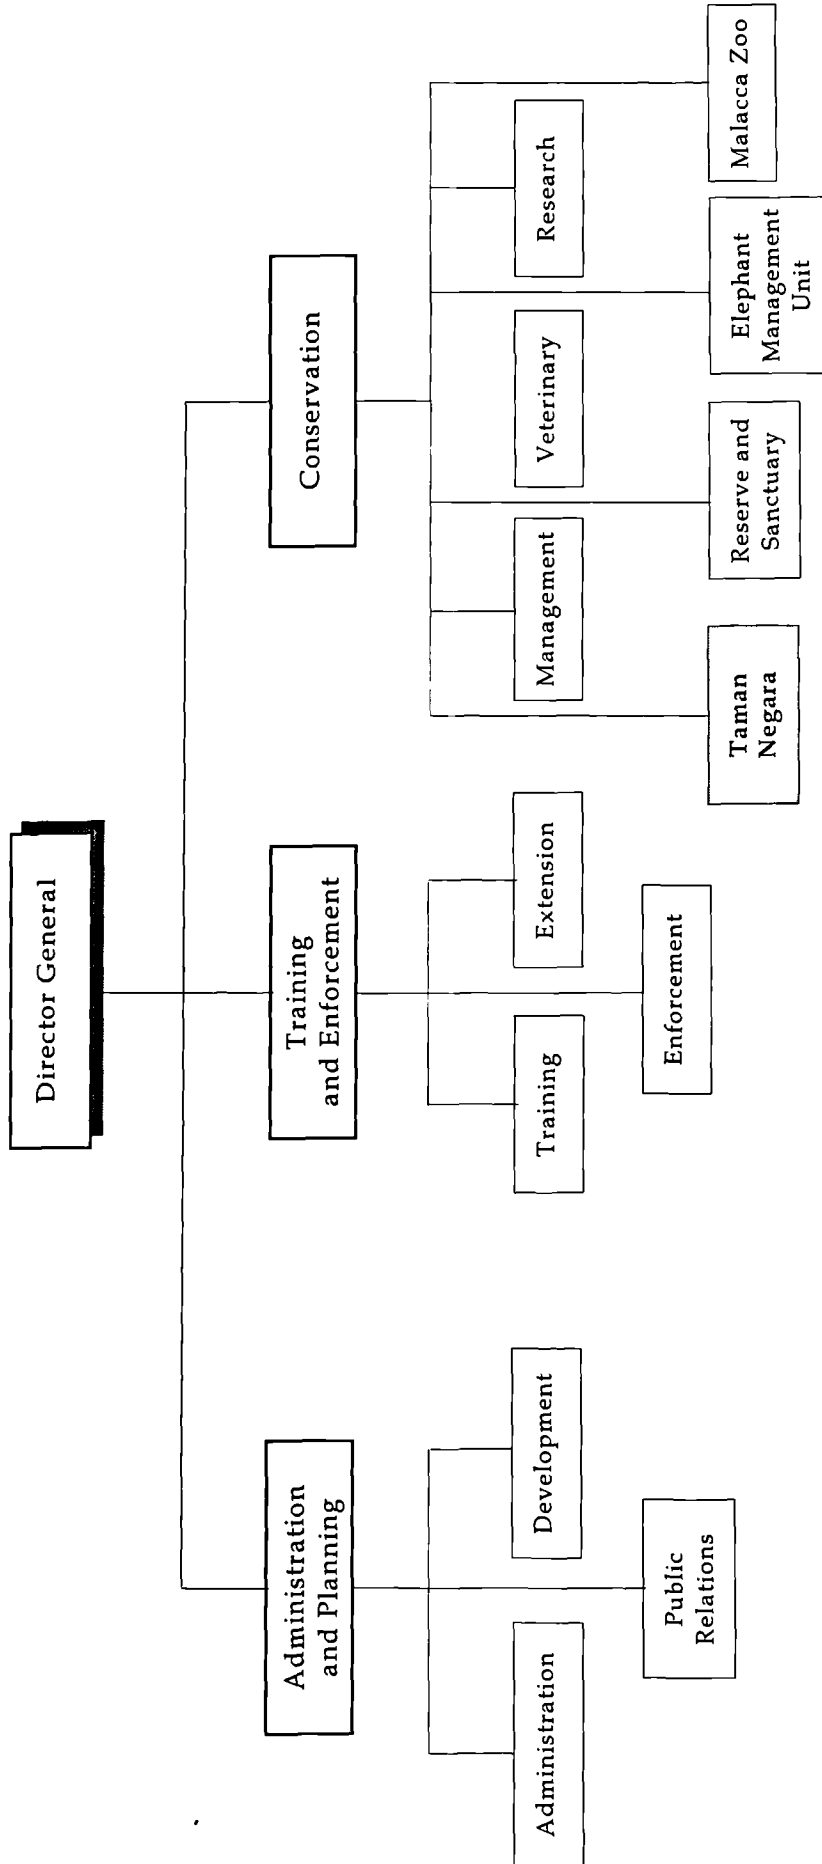 Director General
Administration
and Planning
Training
and Enforcement
Conservation
Administration
Development
Public
Relations
Training
Extension
Enforcement
Management
Veterinary
Research
Taman
Negara
Reserve and
Sanctuary
Elephant
Management
Unit
Malacca Zoo